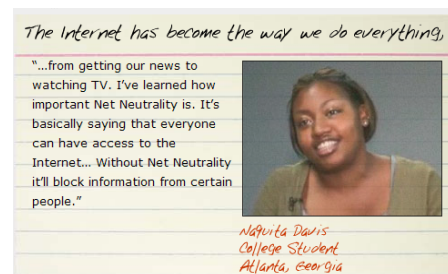 The Internet has become the way we do everything,
“...from getting our news to
watching TV. I’ve learned how
important Net Neutrality is. It’s
basically saying that everyone
can have access to the
Internet... Without Net Neutrality
it’ll block information from certain
people.”
Naquita Davis
College Student
Atlanta, Georgia